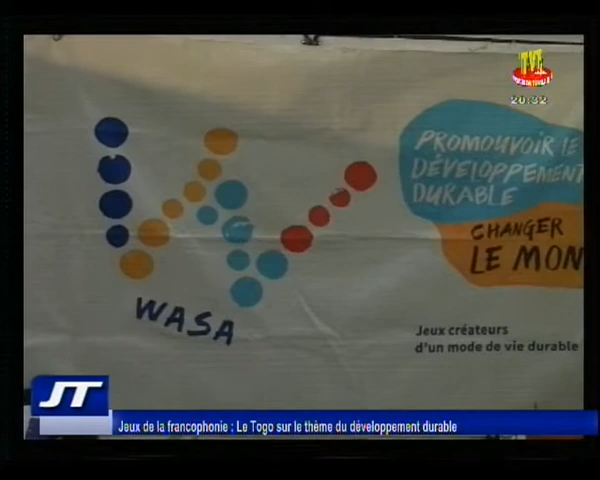 TVT
20:32
PROMOUVOIR LE
DÉVELOPPEMENT
DURABLE
CHANGER
LE MON
WASA
Jeux créateurs
d'un mode de vie durable
JT
Jeux de la francophonie : Le Togo sur le thème du développement durable